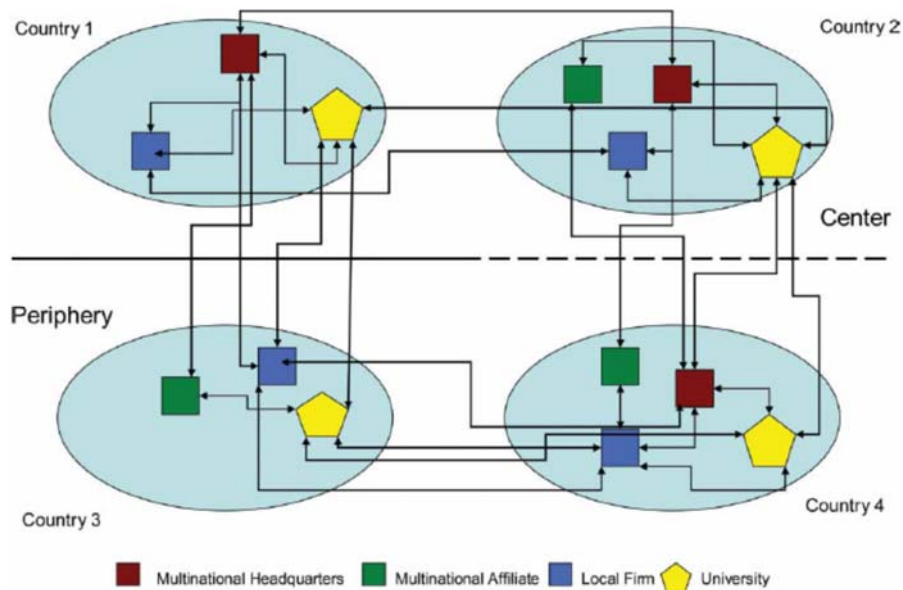 Country 1
Country 2
Center
Periphery
Country 3
Country 4
Multinational Headquarters
Multinational Affiliate
Local Firm
University